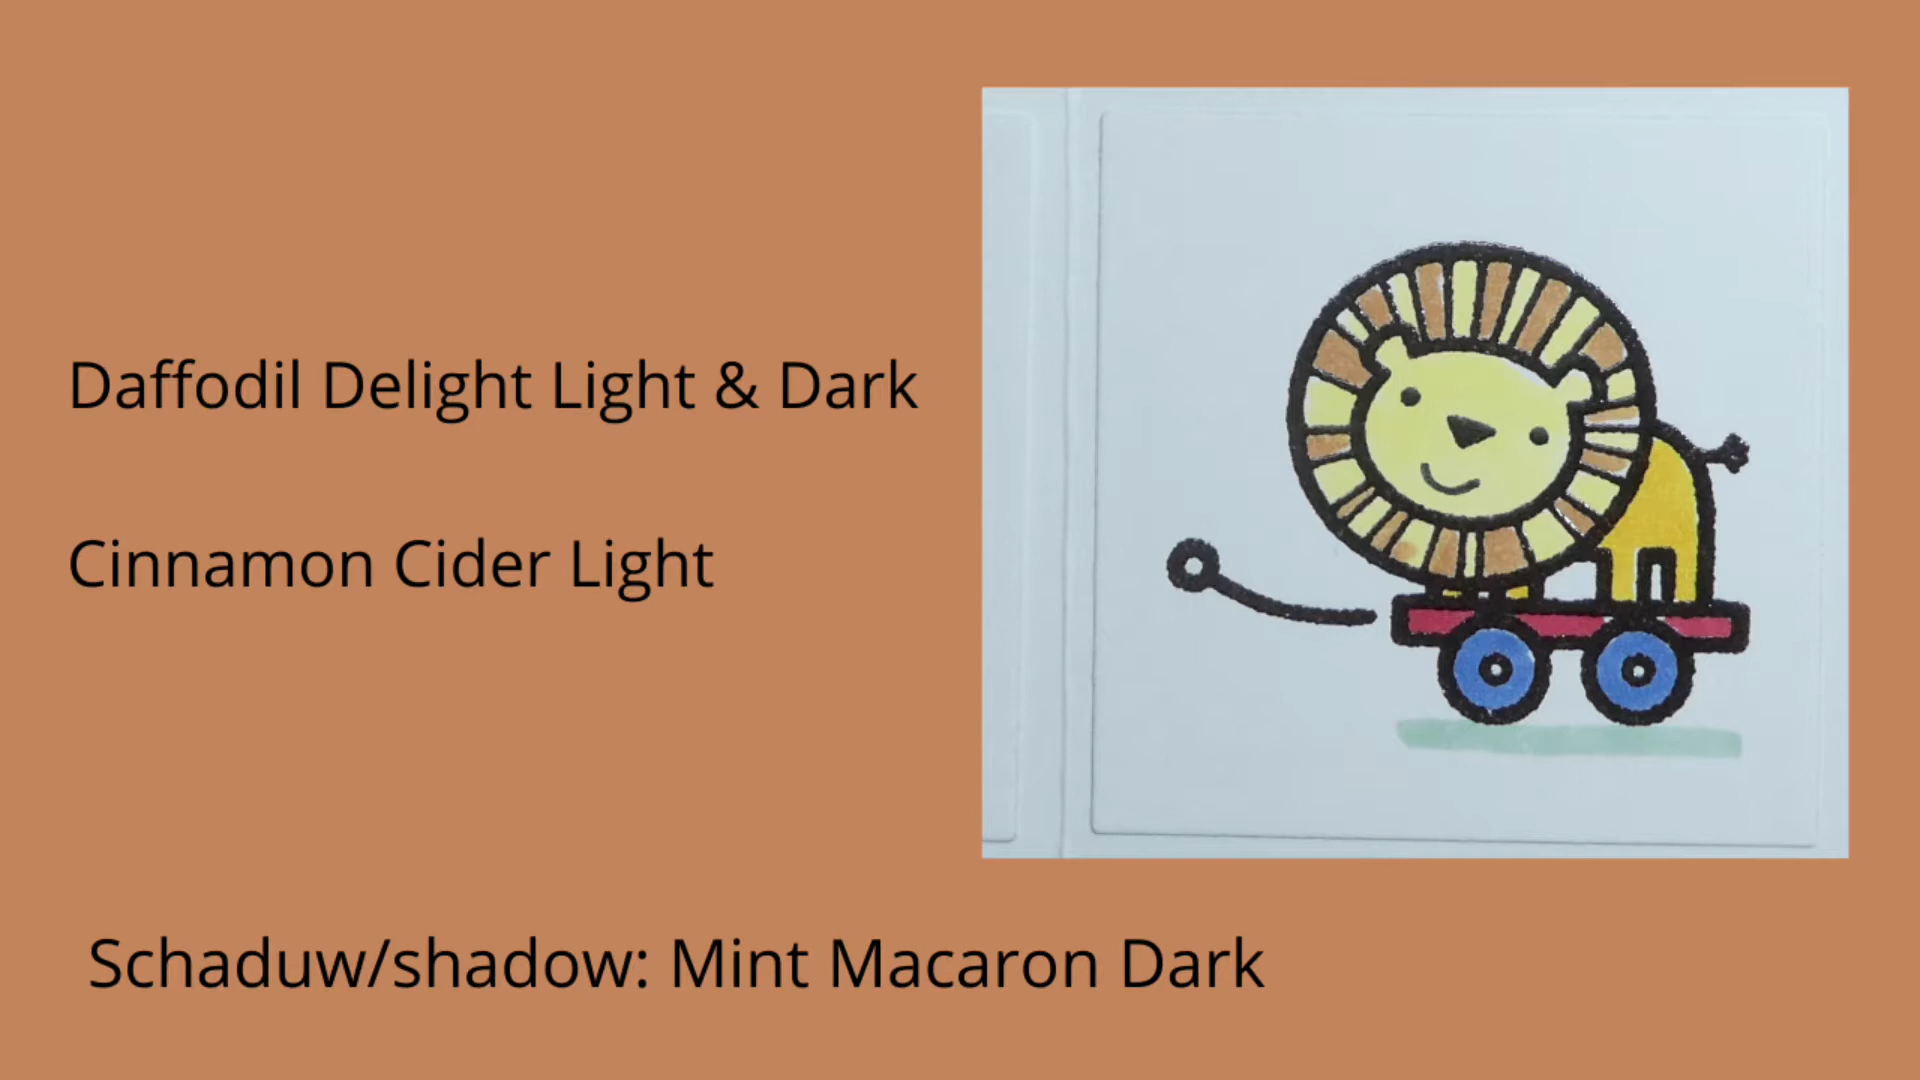 Daffodil Delight Light & Dark
Cinnamon Cider Light
Schaduw/shadow: Mint Macaron Dark